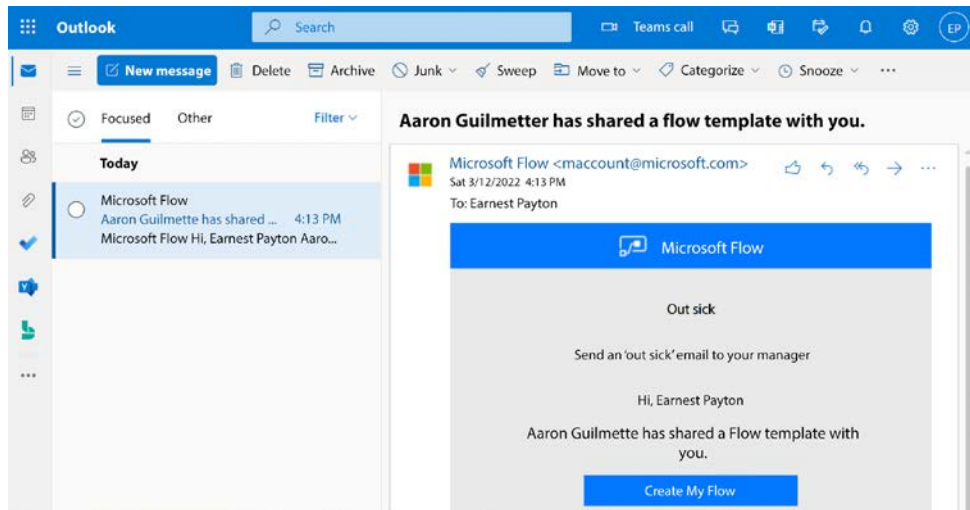 Outlook
Search
Teams call
EP
New message
Delete
Archive
Junk
Sweep
Move to
Categorize
Snooze
Focused
Other
Filter
Today
Microsoft Flow
Aaron Guilmette has shared ... 4:13 PM
Microsoft Flow Hi, Earnest Payton Aaro...
Aaron Guilmetter has shared a flow template with you.
Microsoft Flow <maccount@microsoft.com>
Sat 3/12/2022 4:13 PM
To: Earnest Payton
Microsoft Flow
Out sick
Send an 'out sick' email to your manager
Hi, Earnest Payton
Aaron Guilmette has shared a Flow template with
you.
Create My Flow